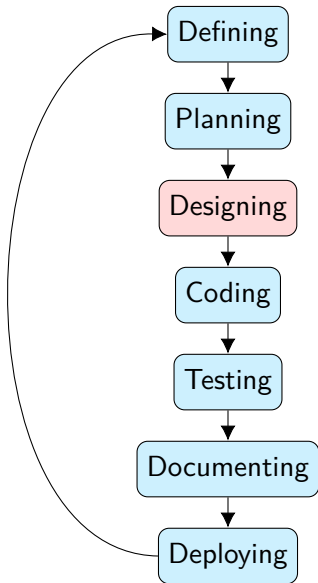 Defining
Planning
Designing
Coding
Testing
Documenting
Deploying